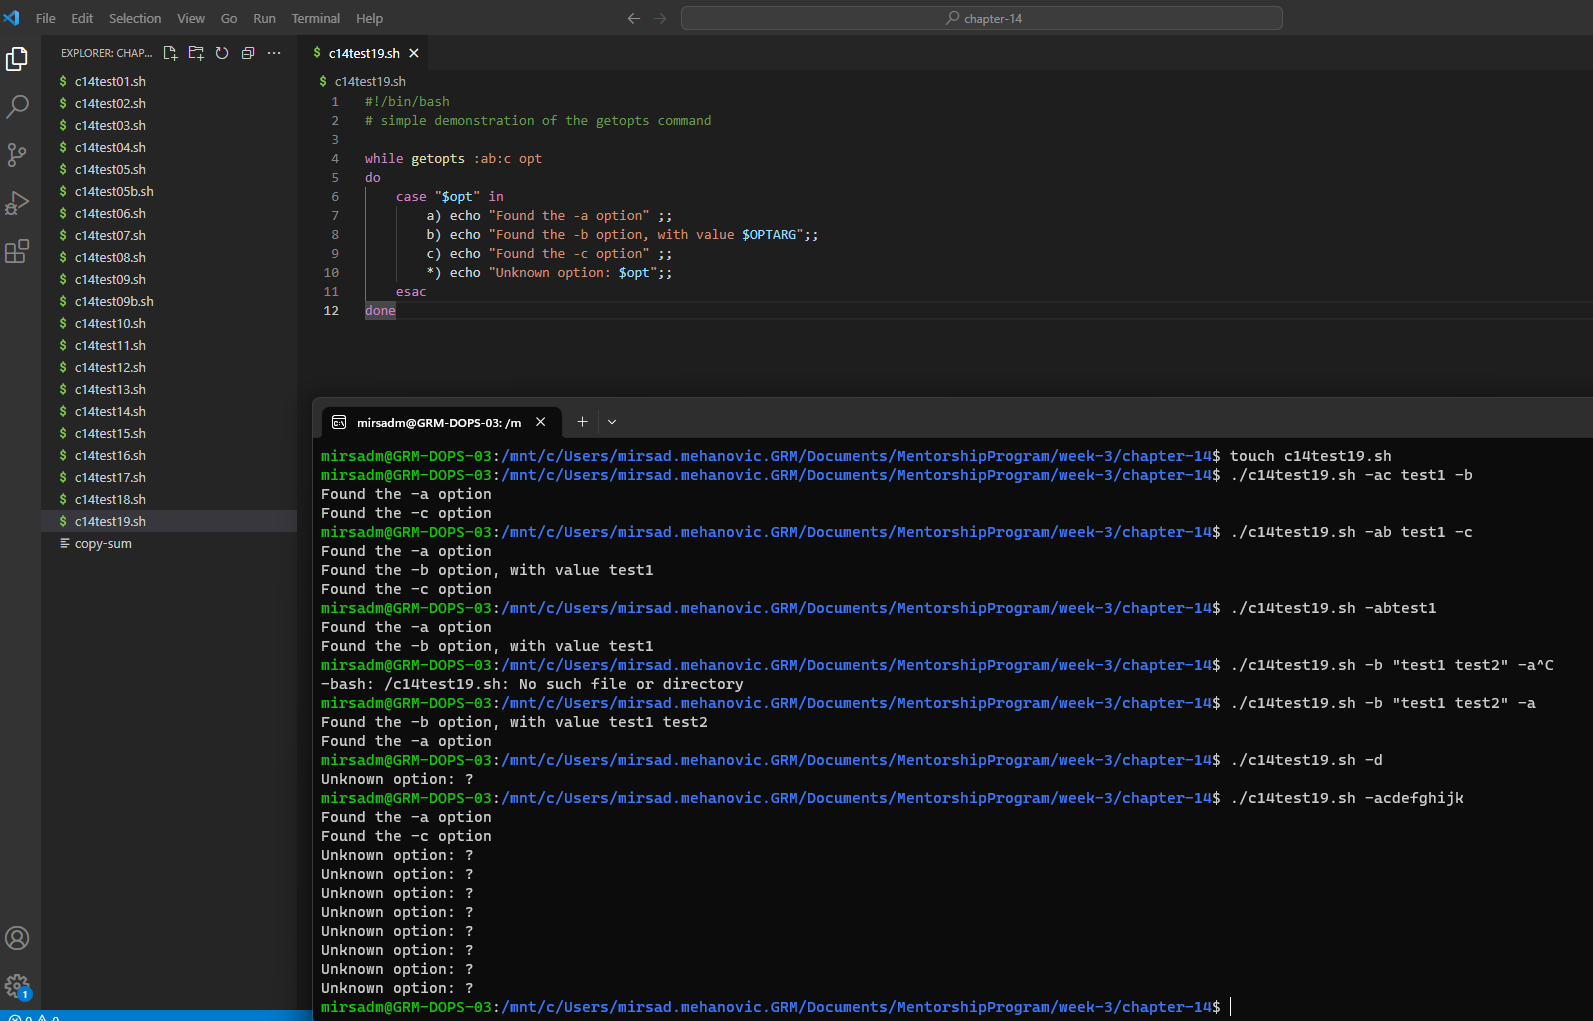 File Edit Selection View Go Run Terminal Help
chapter-14
EXPLORER: CHAP...
c14test01.sh
c14test02.sh
c14test03.sh
c14test04.sh
c14test05.sh
c14test05b.sh
c14test06.sh
c14test07.sh
c14test08.sh
c14test09.sh
c14test09b.sh
c14test10.sh
c14test11.sh
c14test12.sh
c14test13.sh
c14test14.sh
c14test15.sh
c14test16.sh
c14test17.sh
c14test18.sh
c14test19.sh
copy-sum
1
$ c14test19.sh
$ c14test19.sh
1 #!/bin/bash
2 # simple demonstration of the getopts command
3
4 while getopts :ab:c opt
5 do
6 case "$opt" in
7 a) echo "Found the -a option" ;;
8 b) echo "Found the -b option, with value $OPTARG";;
9 c) echo "Found the -c option" ;;
10 *) echo "Unknown option: $opt";;
11 esac
12 done
mirsadm@GRM-DOPS-03: /m
mirsadm@GRM-DOPS-03:/mnt/c/Users/mirsad.mehanovic.GRM/Documents/MentorshipProgram/week-3/chapter-14$ touch c14test19.sh
mirsadm@GRM-DOPS-03:/mnt/c/Users/mirsad.mehanovic.GRM/Documents/MentorshipProgram/week-3/chapter-14$ ./c14test19.sh -ac test1 -b
Found the -a option
Found the -c option
mirsadm@GRM-DOPS-03:/mnt/c/Users/mirsad.mehanovic.GRM/Documents/MentorshipProgram/week-3/chapter-14$ ./c14test19.sh -ab test1 -c
Found the -a option
Found the -b option, with value test1
Found the -c option
mirsadm@GRM-DOPS-03:/mnt/c/Users/mirsad.mehanovic.GRM/Documents/MentorshipProgram/week-3/chapter-14$ ./c14test19.sh -abtest1
Found the -a option
Found the -b option, with value test1
mirsadm@GRM-DOPS-03:/mnt/c/Users/mirsad.mehanovic.GRM/Documents/MentorshipProgram/week-3/chapter-14$ ./c14test19.sh -b "test1 test2" -a^C
-bash: /c14test19.sh: No such file or directory
mirsadm@GRM-DOPS-03:/mnt/c/Users/mirsad.mehanovic.GRM/Documents/MentorshipProgram/week-3/chapter-14$ ./c14test19.sh -b "test1 test2" -a
Found the -b option, with value test1 test2
Found the -a option
mirsadm@GRM-DOPS-03:/mnt/c/Users/mirsad.mehanovic.GRM/Documents/MentorshipProgram/week-3/chapter-14$ ./c14test19.sh -d
Unknown option: ?
mirsadm@GRM-DOPS-03:/mnt/c/Users/mirsad.mehanovic.GRM/Documents/MentorshipProgram/week-3/chapter-14$ ./c14test19.sh -acdefghijk
Found the -a option
Found the -c option
Unknown option: ?
Unknown option: ?
Unknown option: ?
Unknown option: ?
Unknown option: ?
Unknown option: ?
Unknown option: ?
Unknown option: ?
mirsadm@GRM-DOPS-03:/mnt/c/Users/mirsad.mehanovic.GRM/Documents/MentorshipProgram/week-3/chapter-14$